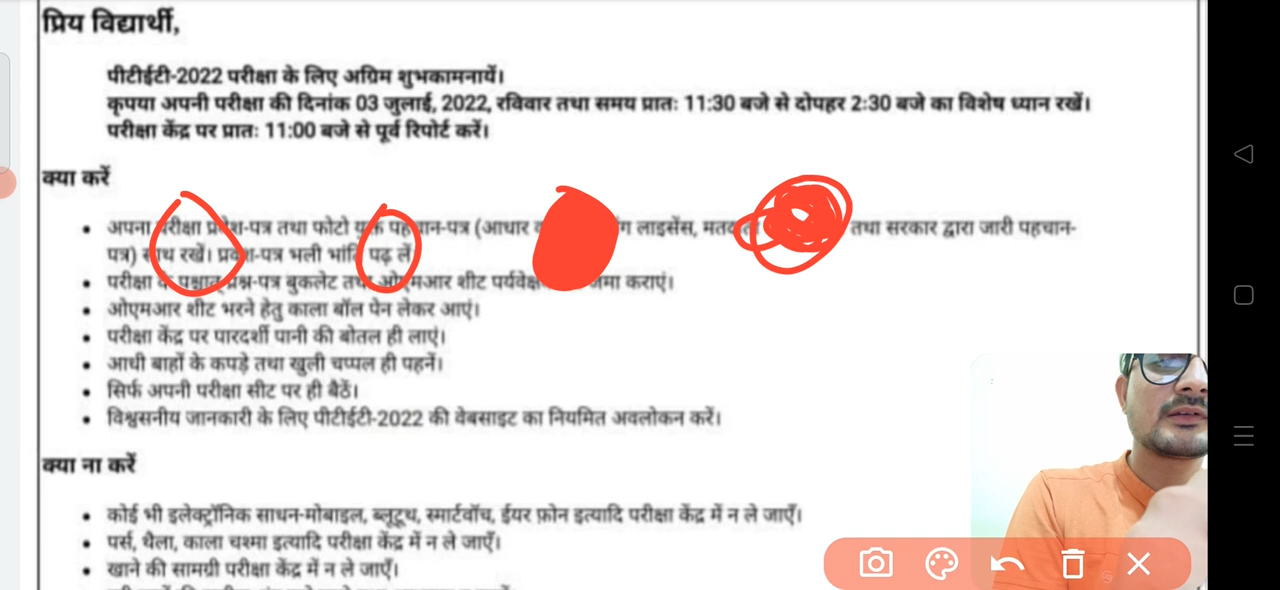 प्रिय विद्यार्थी,
पीटीईटी-2022 परीक्षा के लिए अग्रिम शुभकामनायें।
कृपया अपनी परीक्षा की दिनांक 03 जुलाई, 2022, रविवार तथा समय प्रातः 11:30 बजे से दोपहर 2:30 बजे का विशेष ध्यान रखें।
परीक्षा केंद्र पर प्रातः 11:00 बजे से पूर्व रिपोर्ट करें।
क्या करें
• अपना परीक्षा प्रवेश-पत्र तथा फोटो युक्त पहचान-पत्र (आधार लाइसेंस, तथा सरकार द्वारा जारी पहचान-
पत्र) साथ रखें। प्रवेश-पत्र भली भांति पढ़ लें
• परीक्षा के पश्चात् प्रश्न-पत्र बुकलेट तथा ओएमआर शीट जमा कराएं।
• ओएमआर शीट भरने हेतु काला बॉल पेन लेकर आएं।
• परीक्षा केंद्र पर पारदर्शी पानी की बोतल ही लाएं।
• आधी बाहों के कपड़े तथा खुली चप्पल ही पहनें।
• सिर्फ अपनी परीक्षा सीट पर ही बैठें।
• विश्वसनीय जानकारी के लिए पीटीईटी-2022 की वेबसाइट का नियमित अवलोकन करें।
क्या ना करें
• कोई भी इलेक्ट्रॉनिक साधन-मोबाइल, ब्लूटूथ, स्मार्टवॉच, ईयर फ़ोन इत्यादि परीक्षा केंद्र में न ले जाएँ।
• पर्स, थैला, काला चश्मा इत्यादि परीक्षा केंद्र में न ले जाएँ।
• खाने की सामग्री परीक्षा केंद्र में न ले जाएँ।